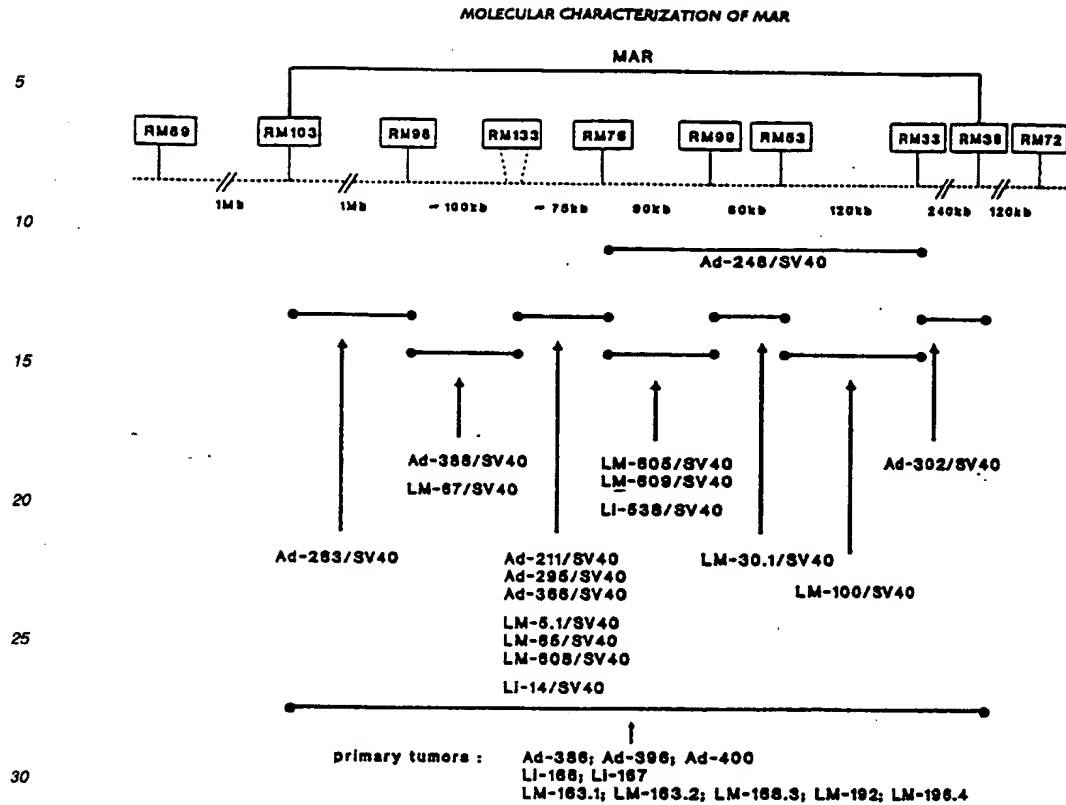 MOLECULAR CHARACTERIZATION OF MAR
5
MAR
RM69 RM103 RM98 RM133 RM76 RM99 RM53 RM33 RM38 RM72
1Mb 1Mb ~100kb ~75kb 90kb 60kb 120kb 240kb 120kb
10
Ad-248/SV40
15
Ad-388/SV40 LM-605/SV40 Ad-302/SV40
LM-67/SV40 LM-609/SV40
20
Li-538/SV40
Ad-263/SV40 Ad-211/SV40 LM-30.1/SV40
Ad-295/SV40 LM-100/SV40
Ad-366/SV40
LM-5.1/SV40
25
LM-65/SV40
LM-608/SV40
Li-14/SV40
primary tumors : Ad-386; Ad-396; Ad-400
30
Li-166; Li-167
LM-163.1; LM-163.2; LM-168.3; LM-192; LM-196.4